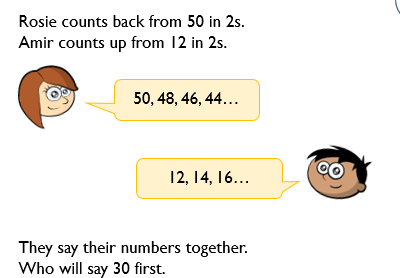 Rosie counts back from 50 in 2s.
Amir counts up from 12 in 2s.
50, 48, 46, 44…
12, 14, 16…
They say their numbers together.
Who will say 30 first.